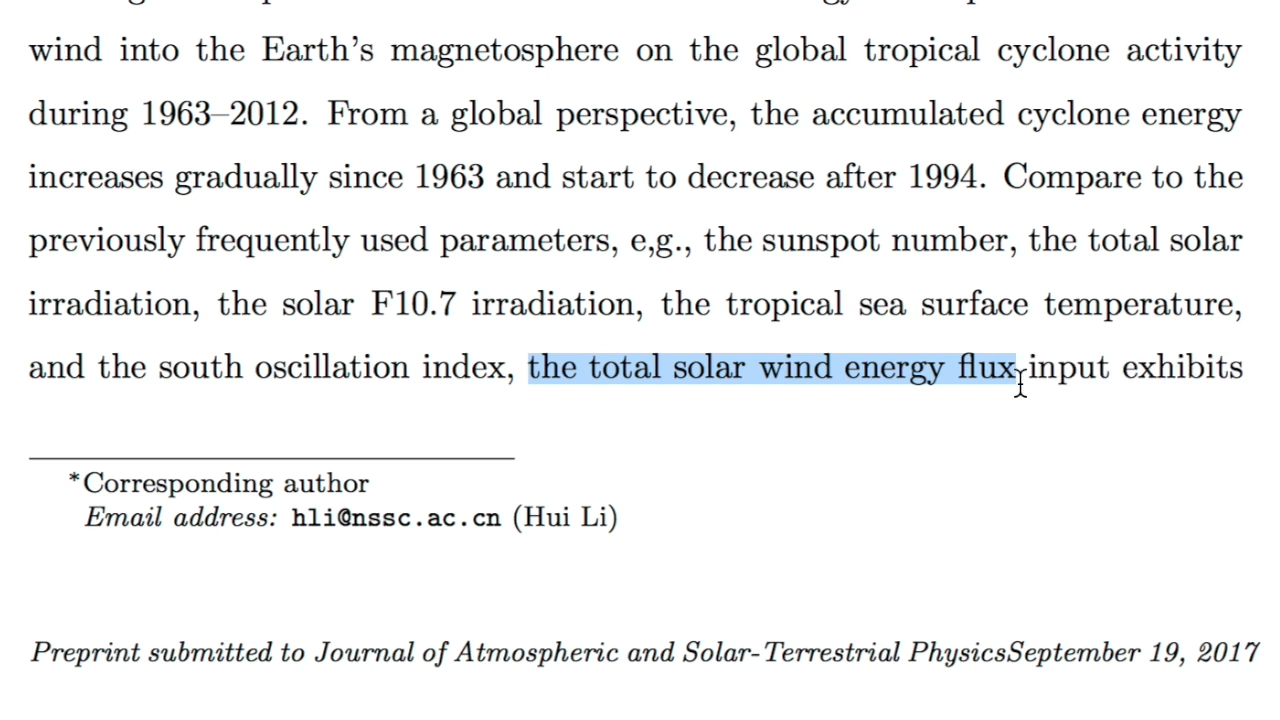 wind into the Earth's magnetosphere on the global tropical cyclone activity
during 1963–2012. From a global perspective, the accumulated cyclone energy
increases gradually since 1963 and start to decrease after 1994. Compare to the
previously frequently used parameters, e,g., the sunspot number, the total solar
irradiation, the solar F10.7 irradiation, the tropical sea surface temperature,
and the south oscillation index, the total solar wind energy flux input exhibits
*Corresponding author
Email address: hli@nssc.ac.cn (Hui Li)
Preprint submitted to Journal of Atmospheric and Solar-Terrestrial PhysicsSeptember 19, 2017